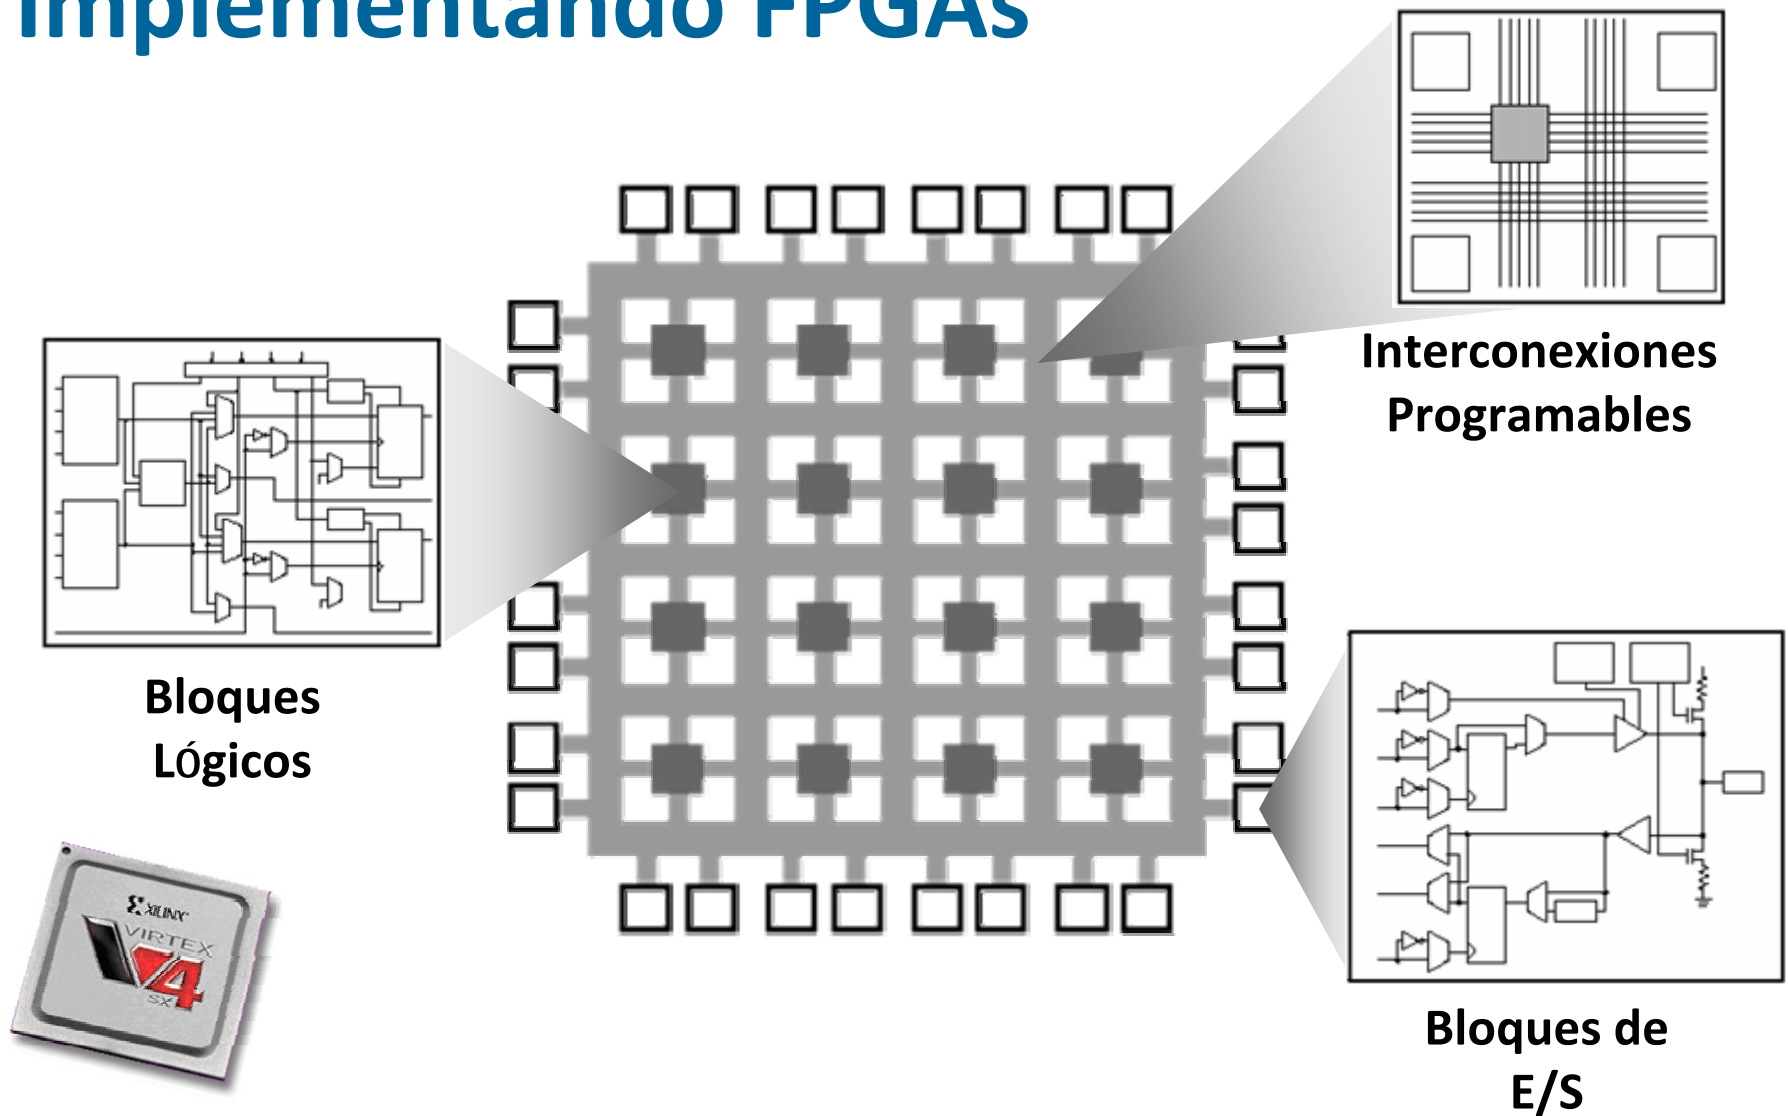 Implementando FPGAs
Interconexiones
Programables
Bloques
Lógicos
XILINX
VIRTEX
4
SX
Bloques de
E/S